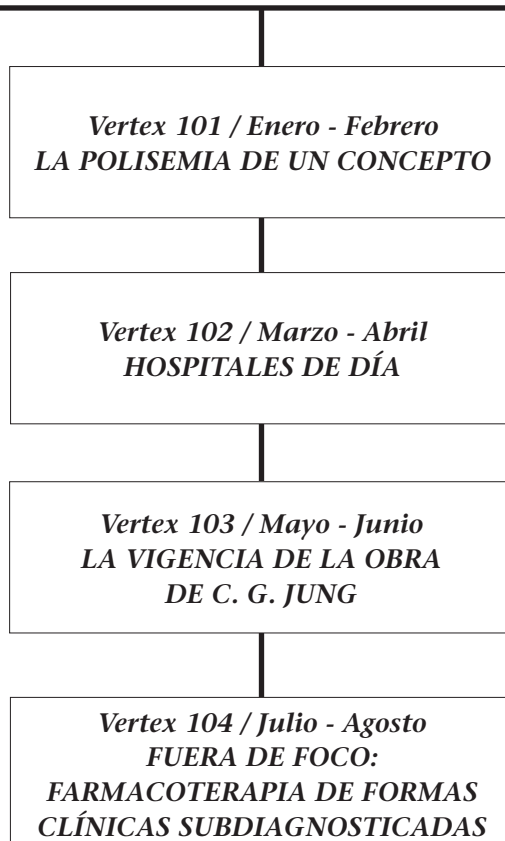 Vertex 101 / Enero - Febrero
LA POLISEMIA DE UN CONCEPTO
Vertex 102 / Marzo - Abril
HOSPITALES DE DÍA
Vertex 103 / Mayo - Junio
LA VIGENCIA DE LA OBRA
DE C. G. JUNG
Vertex 104 / Julio - Agosto
FUERA DE FOCO:
FARMACOTERAPIA DE FORMAS
CLÍNICAS SUBDIAGNOSTICADAS